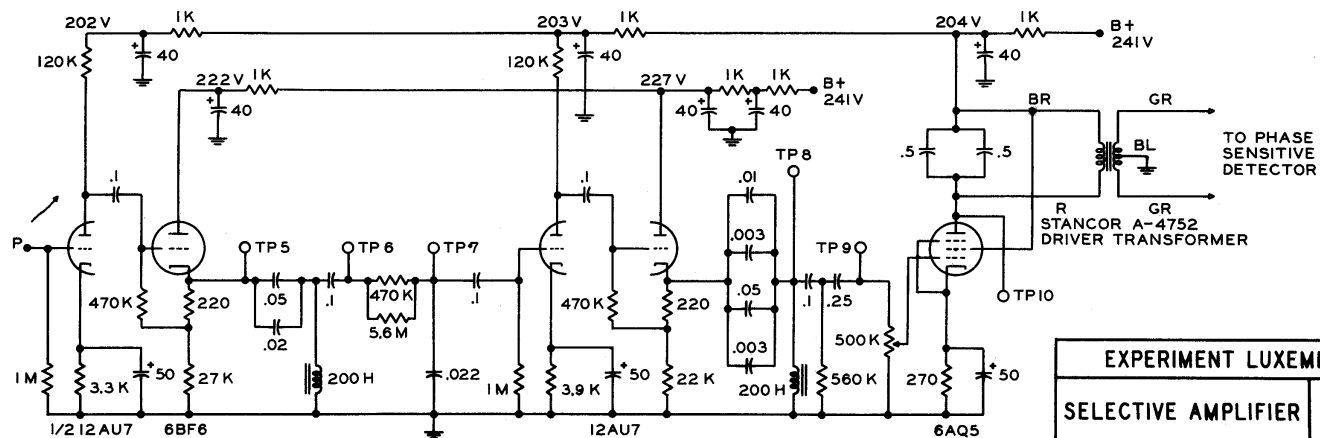 202V 1K 203V 1K 204V 1K B+
241V
120K 40 120K 40 40
222V 1K 227V 1K 1K B+
241V
40 40 40
BR GR
TO PHASE
SENSITIVE
DETECTOR
BL
.5 .5
R GR
STANCOR A-4752
DRIVER TRANSFORMER
TP8
.1 .1 .01
P TP5 TP6 TP7 .003 TP9
.05 .1 470K .1 .05 .1 .25 TP10
470K 220 .02 5.6M 470K 220 .003 500K
1M 3.3K 50 27K 200H .022 1M 3.9K 50 22K 200H 560K 270 50
1/2 12AU7 6BF6 12AU7 6AQ5
EXPERIMENT LUXEM
SELECTIVE AMPLIFIER